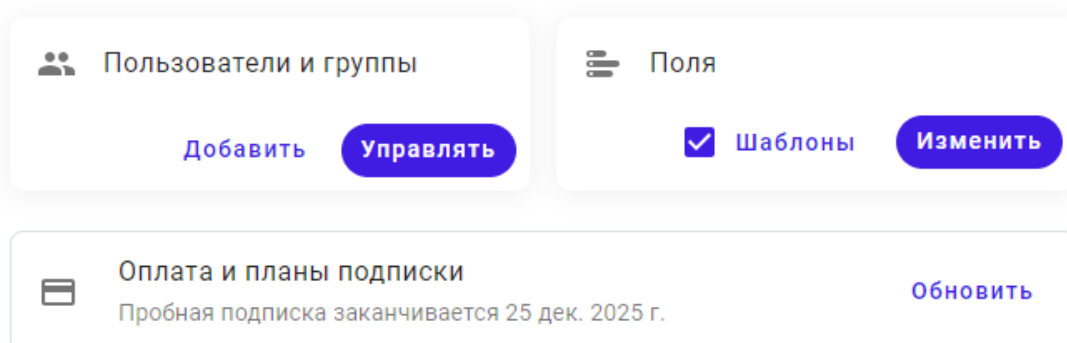 Пользователи и группы
Добавить
Управлять
Поля
Шаблоны
Изменить
Оплата и планы подписки
Пробная подписка заканчивается 25 дек. 2025 г.
Обновить